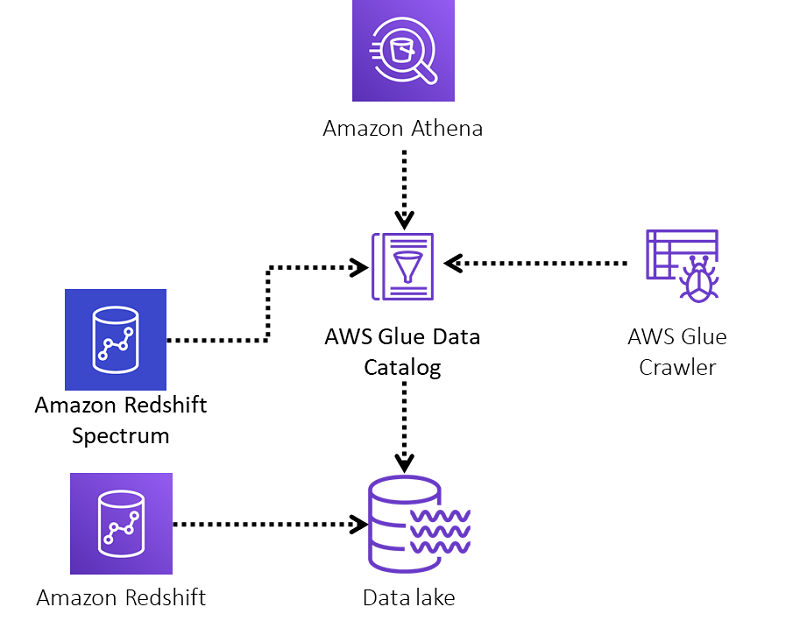 Amazon Athena
AWS Glue Data
Catalog
AWS Glue
Crawler
Amazon Redshift
Spectrum
Amazon Redshift
Data lake